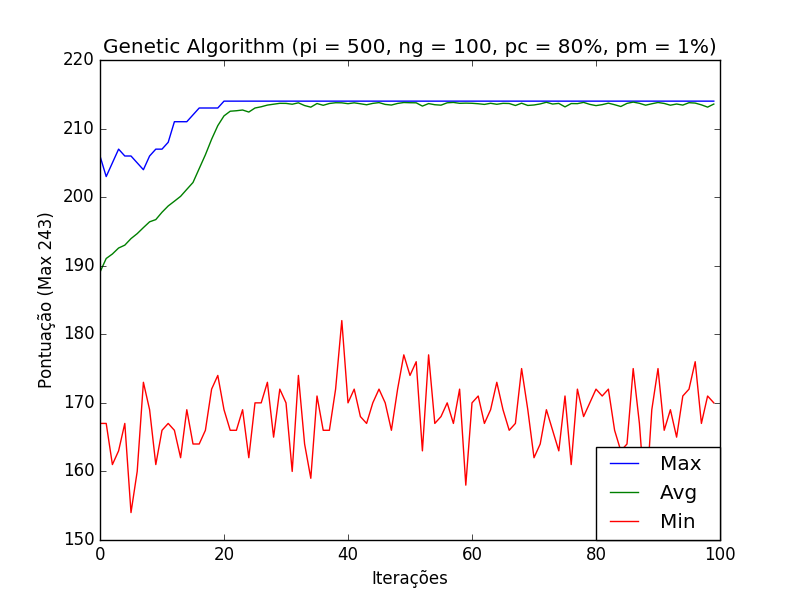 Genetic Algorithm (pi = 500, ng = 100, pc = 80%, pm = 1%)
220
210
200
190
180
170
160
150
Pontuação (Max 243)
Max
Avg
Min
0 20 40 60 80 100
Iterações